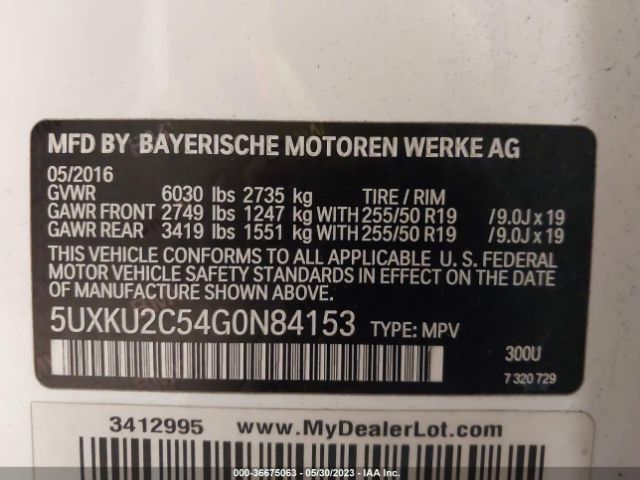 MFD BY BAYERISCHE MOTOREN WERKE AG
05/2016
GVWR 6030 lbs 2735 kg TIRE / RIM
GAWR FRONT 2749 lbs 1247 kg WITH 255/50 R19 /9.0J x 19
GAWR REAR 3419 lbs 1551 kg WITH 255/50 R19 /9.0J x 19
THIS VEHICLE CONFORMS TO ALL APPLICABLE U. S. FEDERAL
MOTOR VEHICLE SAFETY STANDARDS IN EFFECT ON THE
DATE OF MANUFACTURE SHOWN ABOVE.
5UXKU2C54G0N84153 TYPE: MPV
300U
7 320 729
3412995 www.MyDealerLot.com
000-36675063 - 05/30/2023 - IAA Inc.